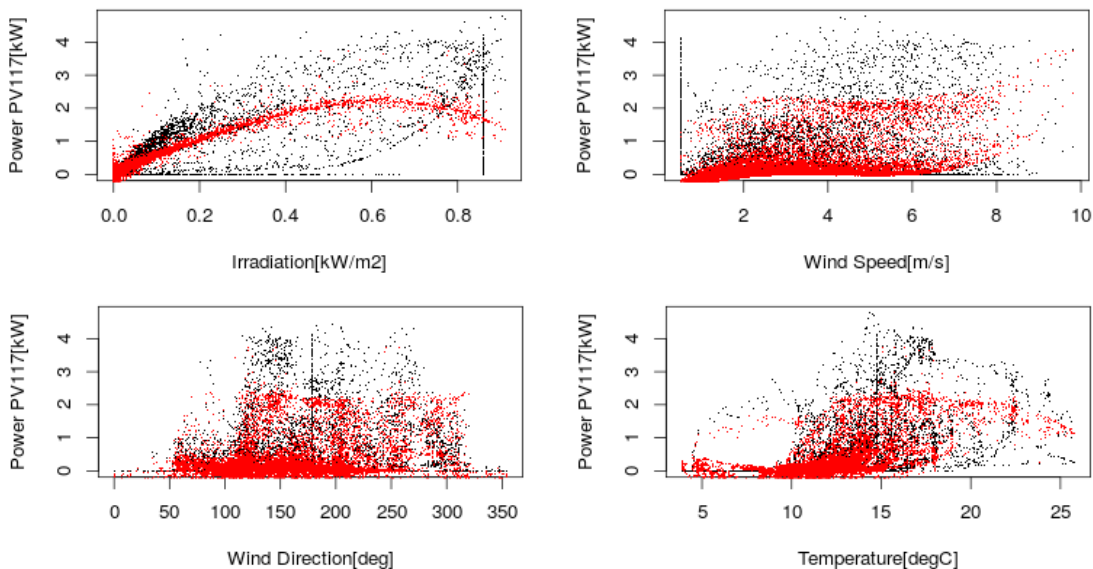 Power PV117[kW]
0 1 2 3 4
0.0 0.2 0.4 0.6 0.8
Irradiation[kW/m2]
Power PV117[kW]
0 1 2 3 4
2 4 6 8 10
Wind Speed[m/s]
Power PV117[kW]
0 1 2 3 4
0 50 100 150 200 250 300 350
Wind Direction[deg]
Power PV117[kW]
0 1 2 3 4
5 10 15 20 25
Temperature[degC]